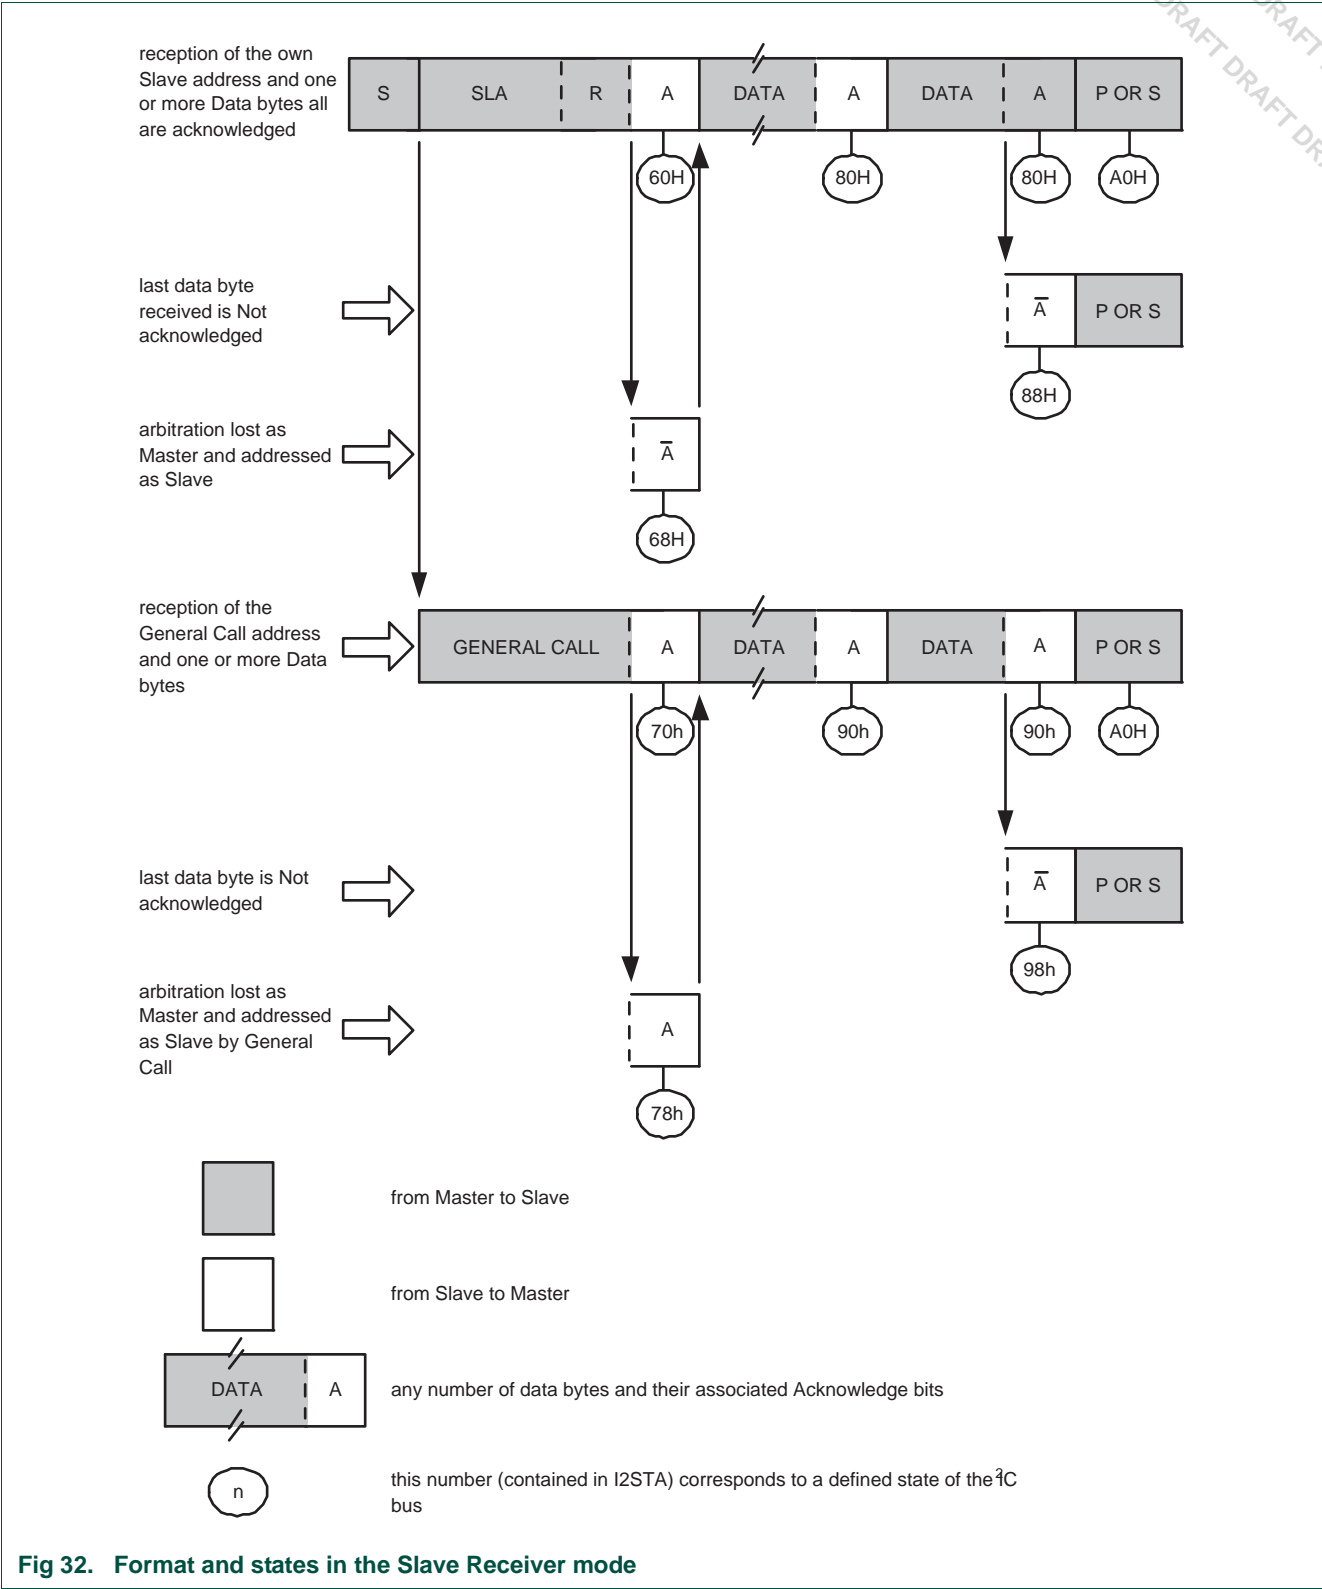 DRAFT DRAFT DRA
DRAFT
reception of the own
Slave address and one
or more Data bytes all
are acknowledged
S SLA R A DATA A DATA A P OR S
60H 80H 80H A0H
last data byte
received is Not
acknowledged
A̅ P OR S
88H
arbitration lost as
Master and addressed
as Slave
A̅
68H
reception of the
General Call address
and one or more Data
bytes
GENERAL CALL A DATA A DATA A P OR S
70h 90h 90h A0H
last data byte is Not
acknowledged
A̅ P OR S
98h
arbitration lost as
Master and addressed
as Slave by General
Call
A
78h
from Master to Slave
from Slave to Master
DATA A any number of data bytes and their associated Acknowledge bits
n
this number (contained in I2STA) corresponds to a defined state of the I²C
bus
Fig 32. Format and states in the Slave Receiver mode